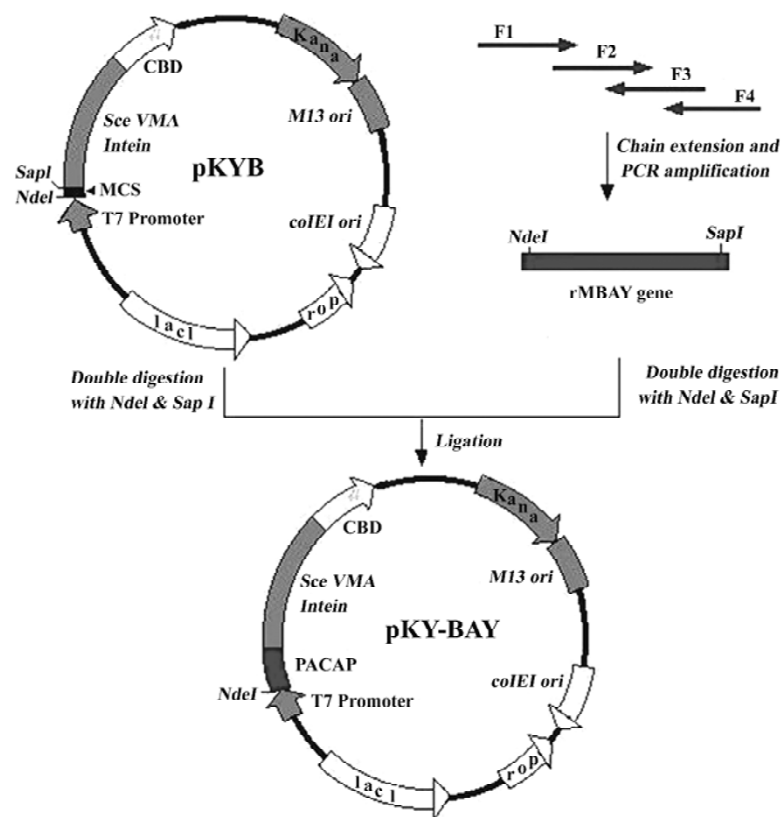 CBD
Kana
Sce VMA
Intein
M13 ori
pKYB
SapI
NdeI
MCS
T7 Promoter
colEI ori
rop
lacI
F1
F2
F3
F4
Chain extension and
PCR amplification
NdeI
SapI
rMBAY gene
Double digestion
with NdeI & Sap I
Double digestion
with NdeI & SapI
Ligation
CBD
Kana
Sce VMA
Intein
M13 ori
pKY-BAY
PACAP
NdeI
T7 Promoter
colEI ori
rop
lacI